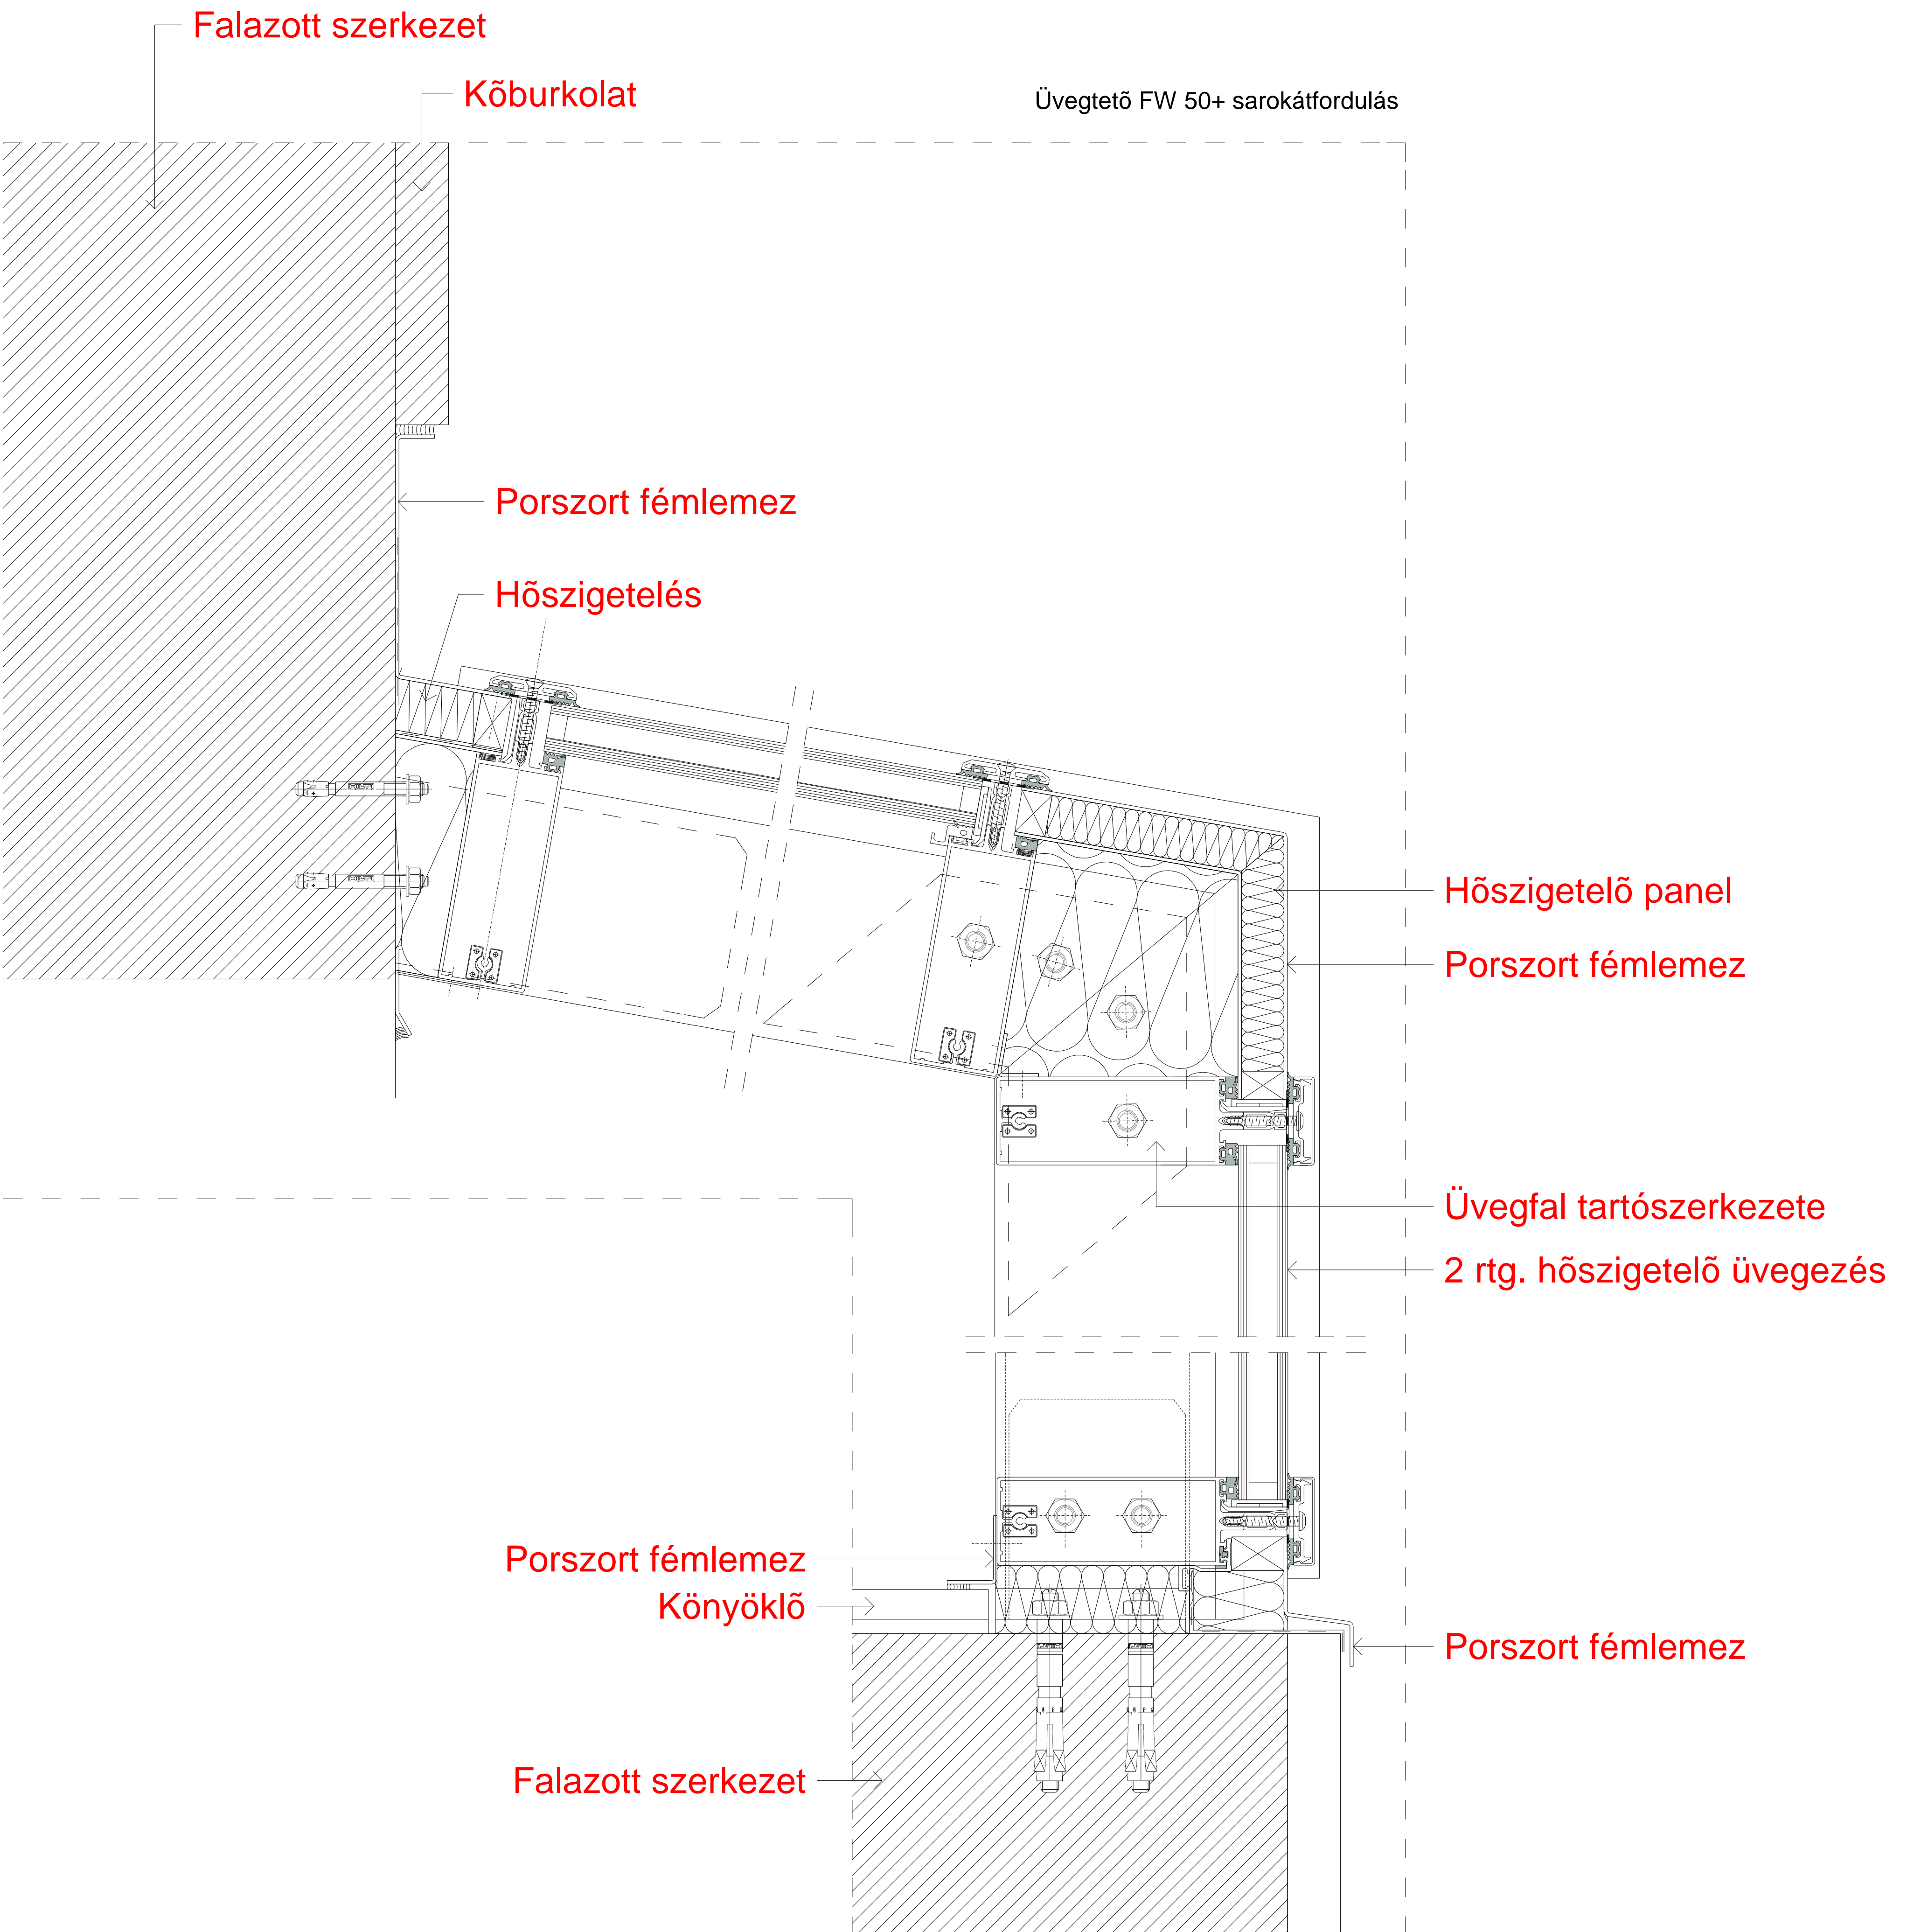 Falazott szerkezet
Kõburkolat
Üvegtetõ FW 50+ sarokátfordulás
Porszort fémlemez
Hõszigetelés
Hõszigetelõ panel
Porszort fémlemez
Üvegfal tartószerkezete
2 rtg. hõszigetelõ üvegezés
Porszort fémlemez
Könyöklõ
Porszort fémlemez
Falazott szerkezet